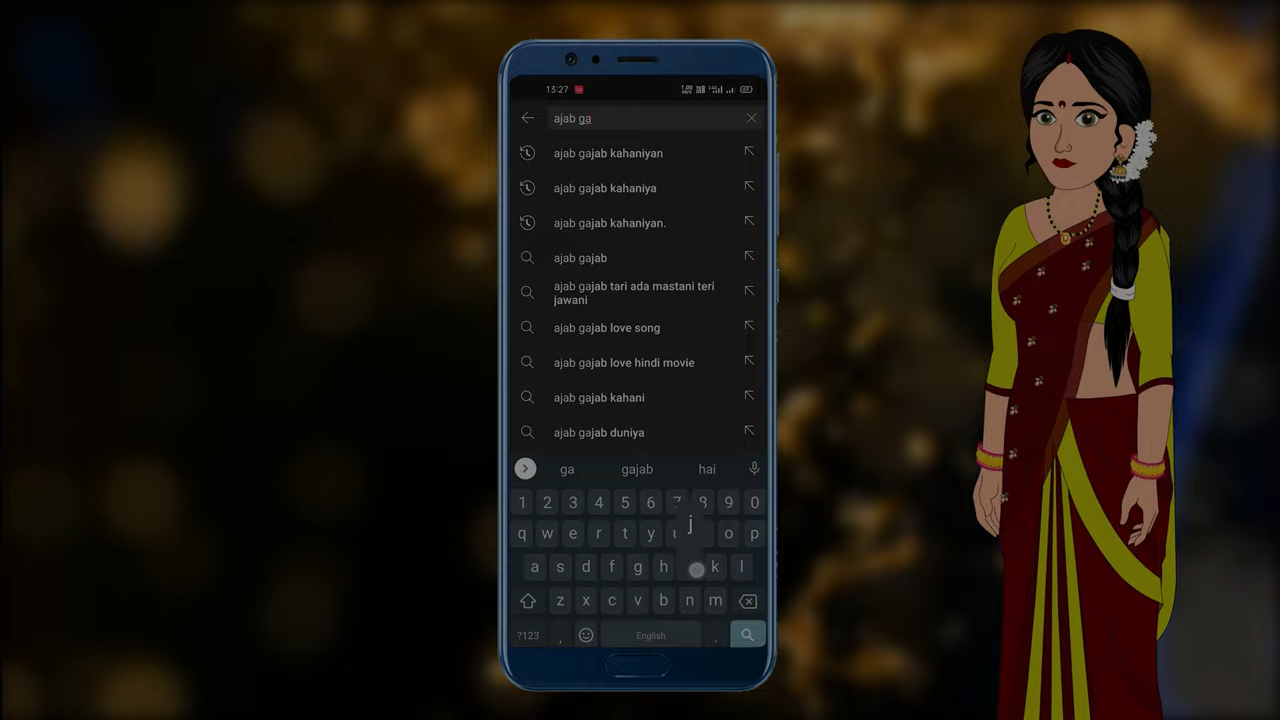 13:27
ajab ga
ajab gajab kahaniyan
ajab gajab kahaniya
ajab gajab kahaniyan.
ajab gajab
ajab gajab tari ada mastani teri
jawani
ajab gajab love song
ajab gajab love hindi movie
ajab gajab kahani
ajab gajab duniya
ga gajab hai
1 2 3 4 5 6 7 8 9 0
q w e r t y u o p
j
a s d f g h k l
z x c v b n m
?123 , English .